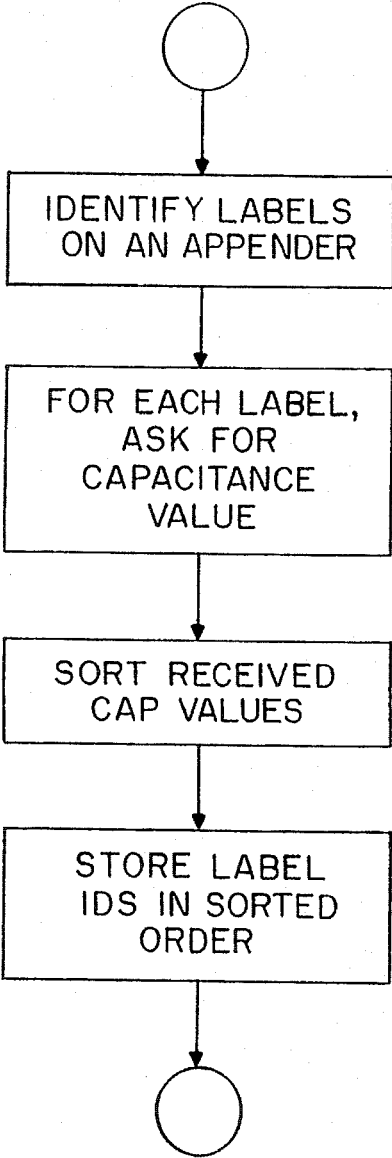 IDENTIFY LABELS
ON AN APPENDER
FOR EACH LABEL,
ASK FOR
CAPACITANCE
VALUE
SORT RECEIVED
CAP VALUES
STORE LABEL
IDS IN SORTED
ORDER